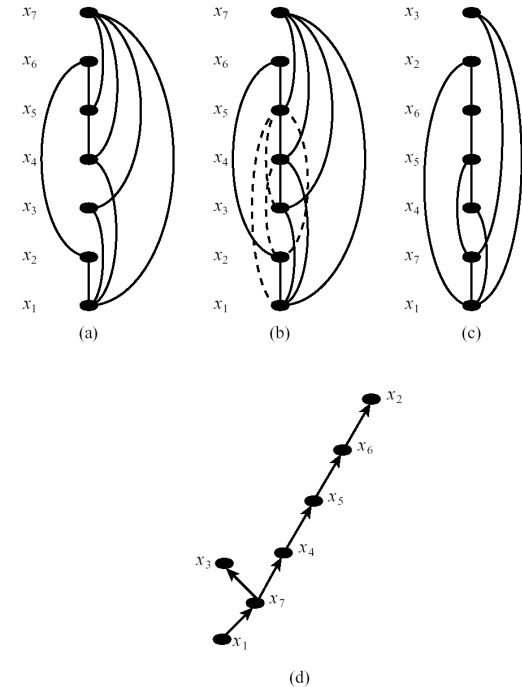 x7 x7 x3
x6 x6 x2
x5 x5 x6
x4 x4 x5
x3 x3 x4
x2 x2 x7
x1 x1 x1
(a) (b) (c)
x2
x6
x5
x4
x3
x7
x1
(d)